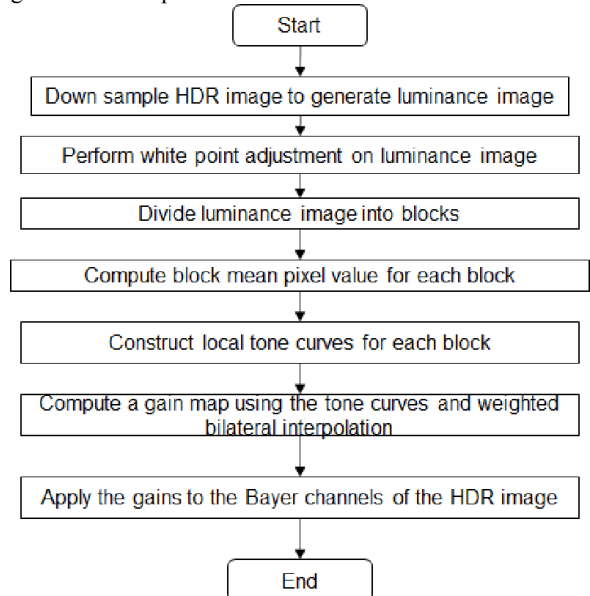 Start
Down sample HDR image to generate luminance image
Perform white point adjustment on luminance image
Divide luminance image into blocks
Compute block mean pixel value for each block
Construct local tone curves for each block
Compute a gain map using the tone curves and weighted
bilateral interpolation
Apply the gains to the Bayer channels of the HDR image
End